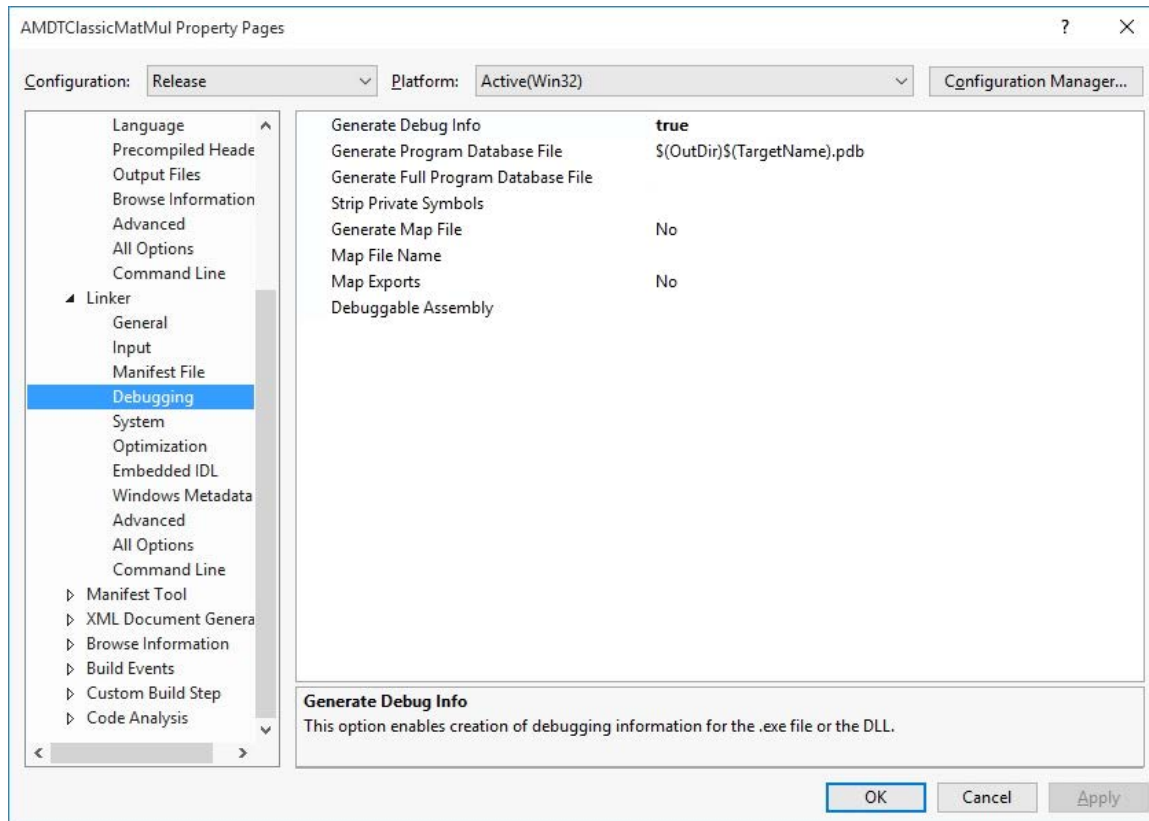 AMDTClassicMatMul Property Pages
? ×
Configuration: Release Platform: Active(Win32) Configuration Manager...
Language
Precompiled Heade
Output Files
Browse Information
Advanced
All Options
Command Line
Linker
General
Input
Manifest File
Debugging
System
Optimization
Embedded IDL
Windows Metadata
Advanced
All Options
Command Line
Manifest Tool
XML Document Genera
Browse Information
Build Events
Custom Build Step
Code Analysis
Generate Debug Info true
Generate Program Database File $(OutDir)$(TargetName).pdb
Generate Full Program Database File
Strip Private Symbols
Generate Map File No
Map File Name
Map Exports No
Debuggable Assembly
Generate Debug Info
This option enables creation of debugging information for the .exe file or the DLL.
OK Cancel Apply